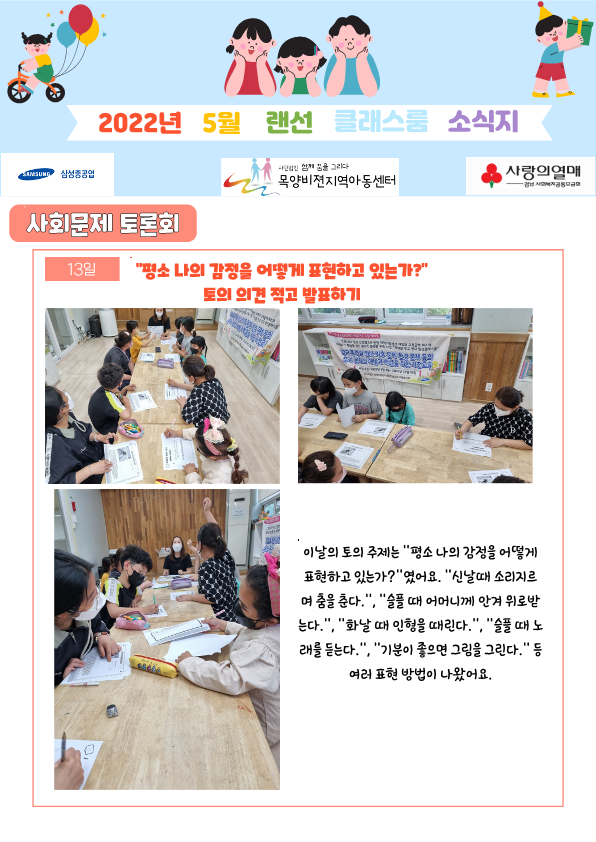 2022년 5월 랜선 클래스룸 소식지
SAMSUNG 삼성중공업
사단법인 함께 꿈을 그리다
목양비전지역아동센터
사랑의열매
경남 사회복지공동모금회
사회문제 토론회
13일
"평소 나의 감정을 어떻게 표현하고 있는가?"
토의 의견 적고 발표하기
이날의 토의 주제는 "평소 나의 감정을 어떻게
표현하고 있는가?"였어요. "신날때 소리지르
며 춤을 춘다.", "슬플 때 어머니께 안겨 위로받
는다.", "화날 때 인형을 때린다.", "슬플 때 노
래를 듣는다.", "기분이 좋으면 그림을 그린다." 등
여러 표현 방법이 나왔어요.